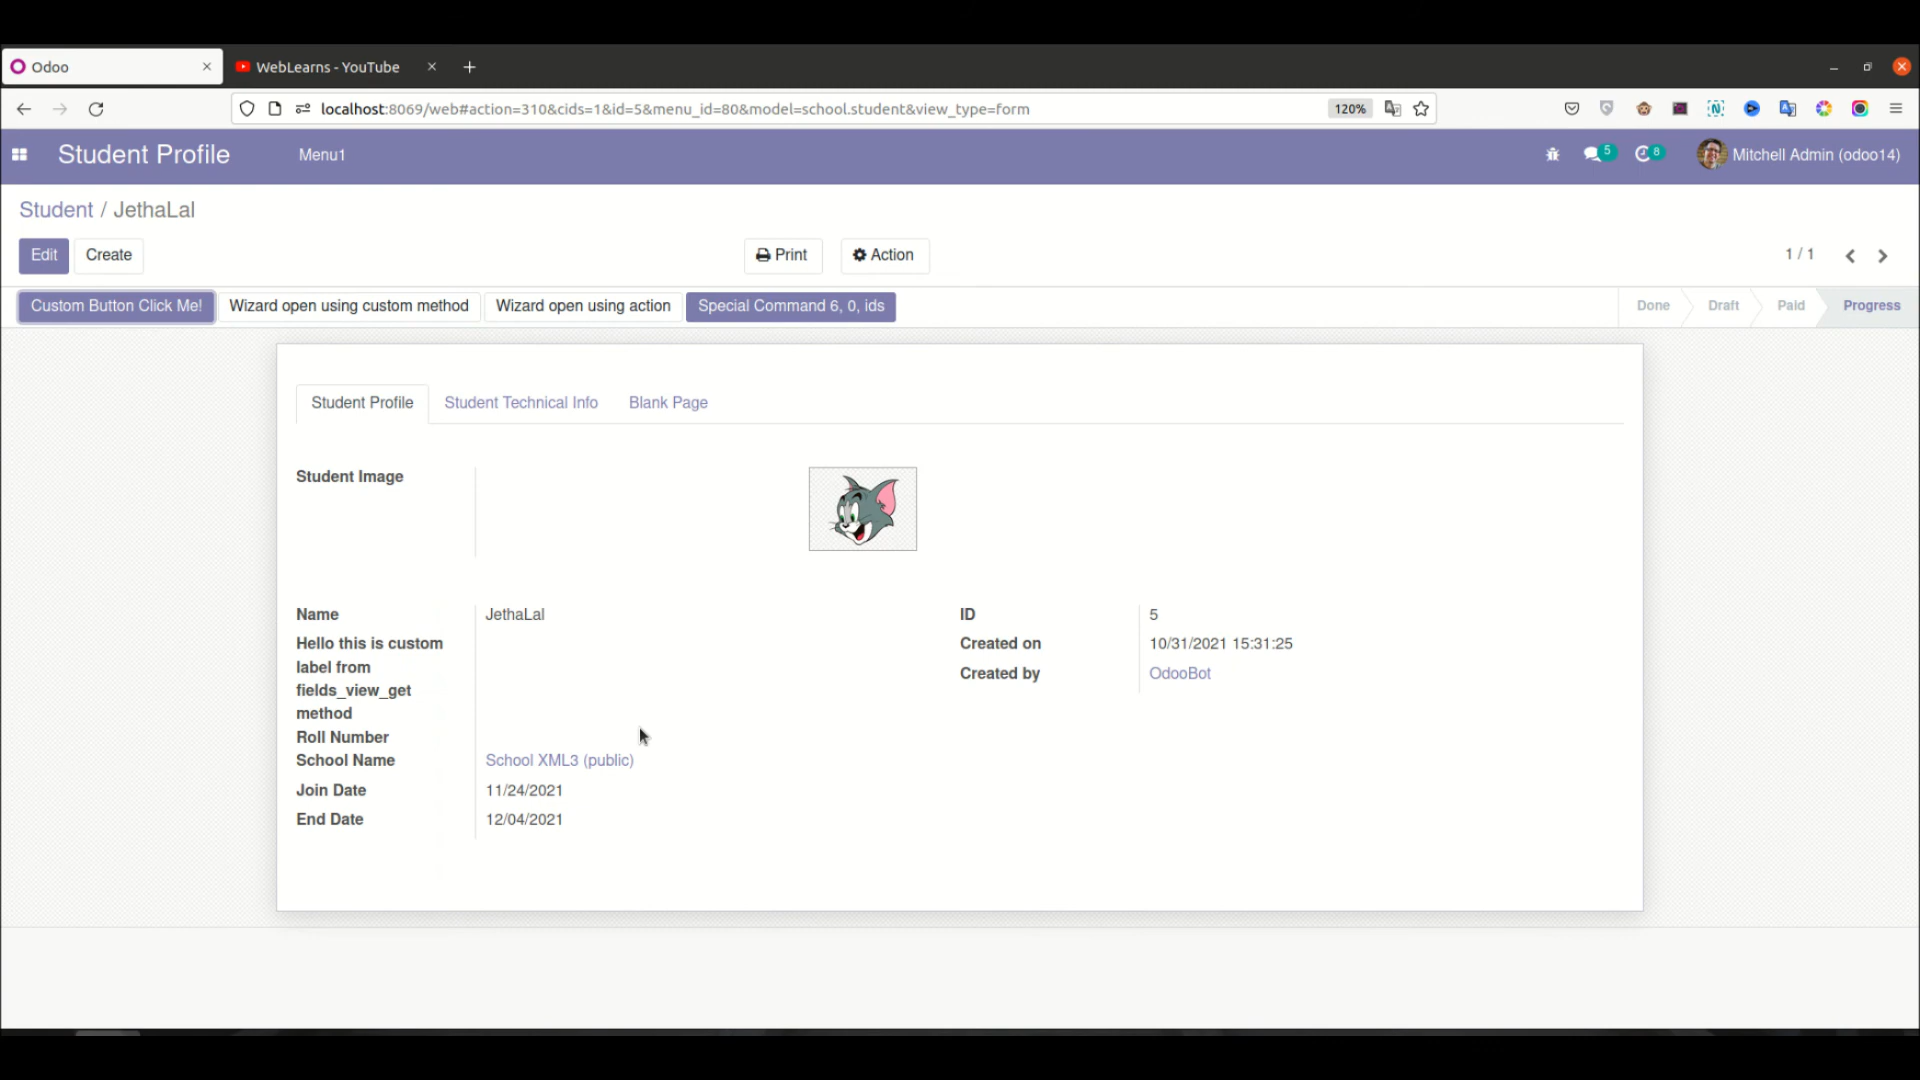 Odoo
WebLearns - YouTube
localhost:8069/web#action=310&cids=1&id=5&menu_id=80&model=school.student&view_type=form
120%
Student Profile
Menu1
5
8
Mitchell Admin (odoo14)
Student / JethaLal
Edit
Create
Print
Action
1 / 1
Custom Button Click Me!
Wizard open using custom method
Wizard open using action
Special Command 6, 0, ids
Done
Draft
Paid
Progress
Student Profile
Student Technical Info
Blank Page
Student Image
Name
JethaLal
Hello this is custom
label from
fields_view_get
method
Roll Number
School Name
School XML3 (public)
Join Date
11/24/2021
End Date
12/04/2021
ID
5
Created on
10/31/2021 15:31:25
Created by
OdooBot